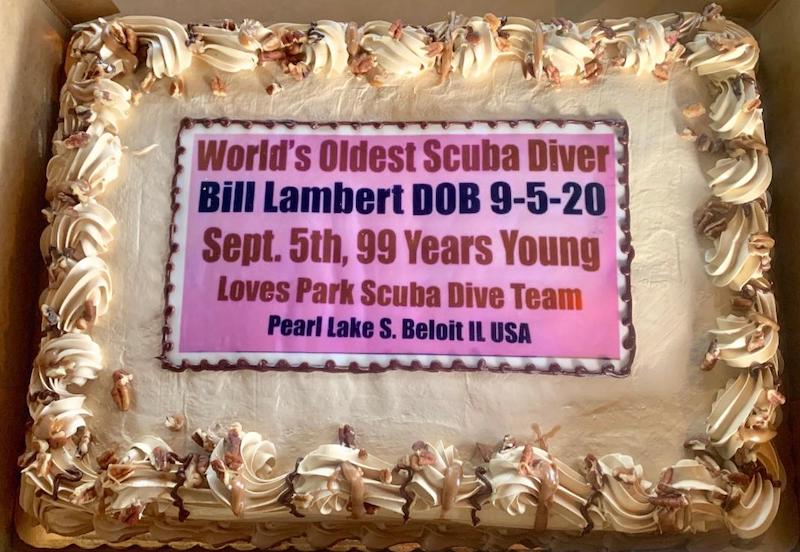 World's Oldest Scuba Diver
Bill Lambert DOB 9-5-20
Sept. 5th, 99 Years Young
Loves Park Scuba Dive Team
Pearl Lake S. Beloit IL USA